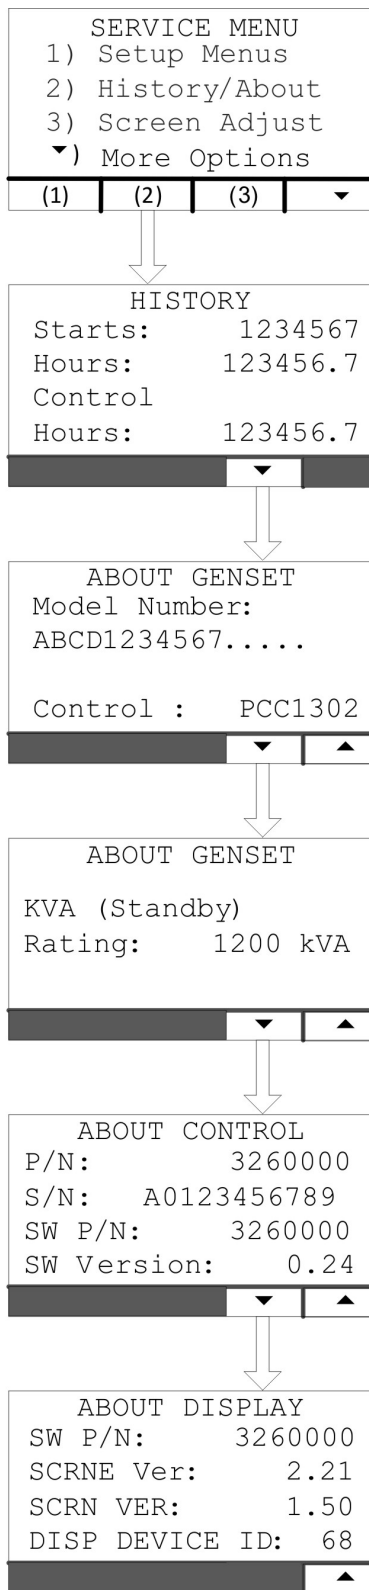 SERVICE MENU
1) Setup Menus
2) History/About
3) Screen Adjust
▼) More Options
(1) (2) (3) ▼
HISTORY
Starts: 1234567
Hours: 123456.7
Control
Hours: 123456.7
▼
ABOUT GENSET
Model Number:
ABCD1234567.....
Control : PCC1302
▼ ▲
ABOUT GENSET
KVA (Standby)
Rating: 1200 kVA
▼ ▲
ABOUT CONTROL
P/N: 3260000
S/N: A0123456789
SW P/N: 3260000
SW Version: 0.24
▼ ▲
ABOUT DISPLAY
SW P/N: 3260000
SCRNE Ver: 2.21
SCRN VER: 1.50
DISP DEVICE ID: 68
▲